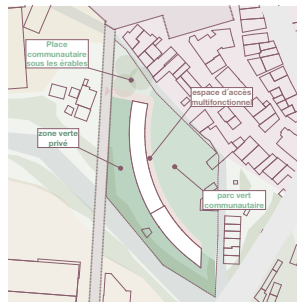 Place
communautaire
sous les érables
espace d'accès
multifonctionnel
zone verte
privé
parc vert
communautaire